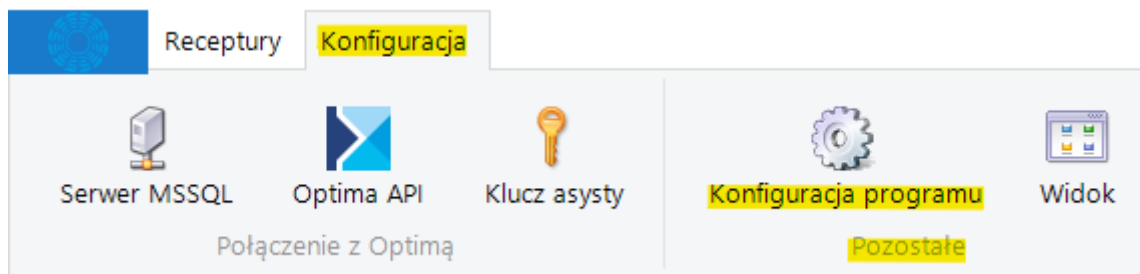 Receptury Konfiguracja
Serwer MSSQL Optima API Klucz asysty Konfiguracja programu Widok
Połączenie z Optimą Pozostałe